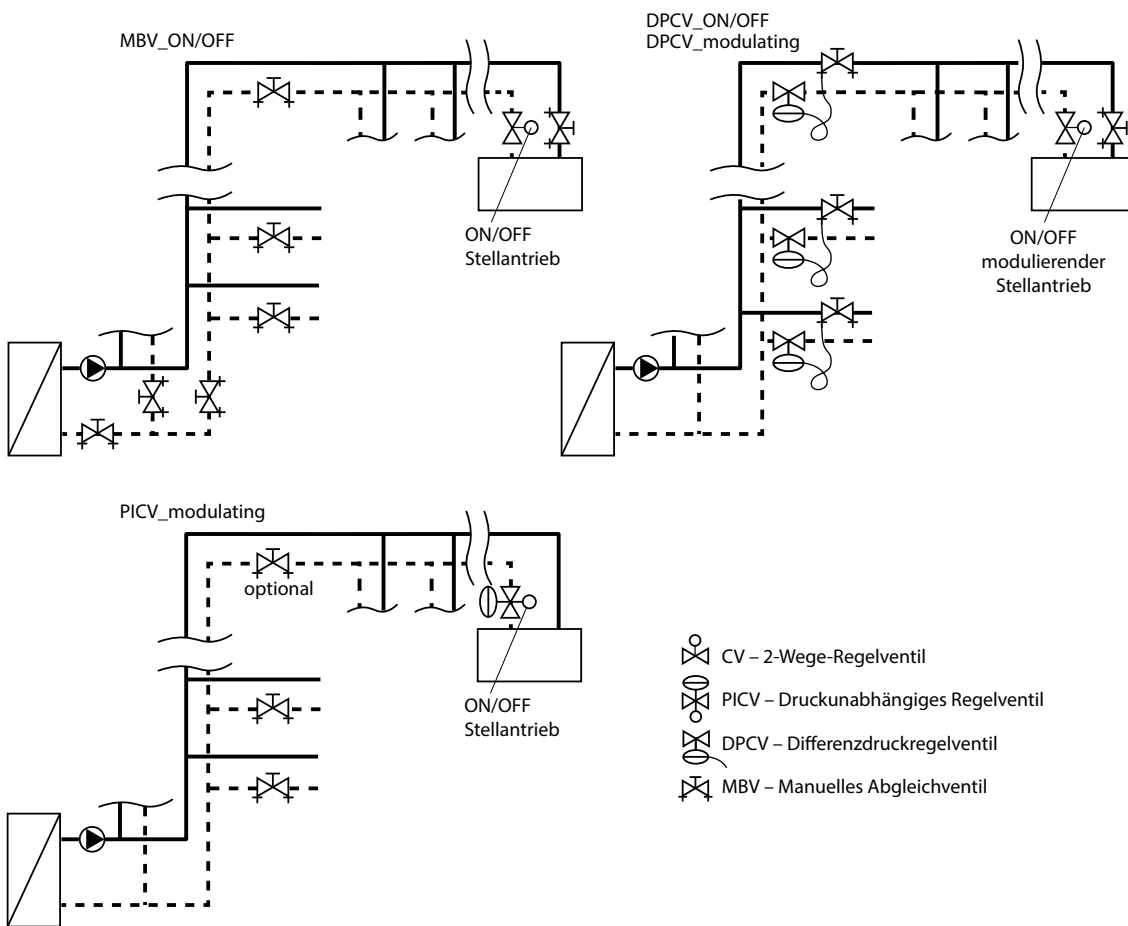 MBV_ON/OFF
ON/OFF
Stellantrieb
DPCV_ON/OFF
DPCV_modulating
ON/OFF
modulierender
Stellantrieb
PICV_modulating
optional
ON/OFF
Stellantrieb
CV – 2-Wege-Regelventil
PICV – Druckunabhängiges Regelventil
DPCV – Differenzdruckregelventil
MBV – Manuelles Abgleichventil